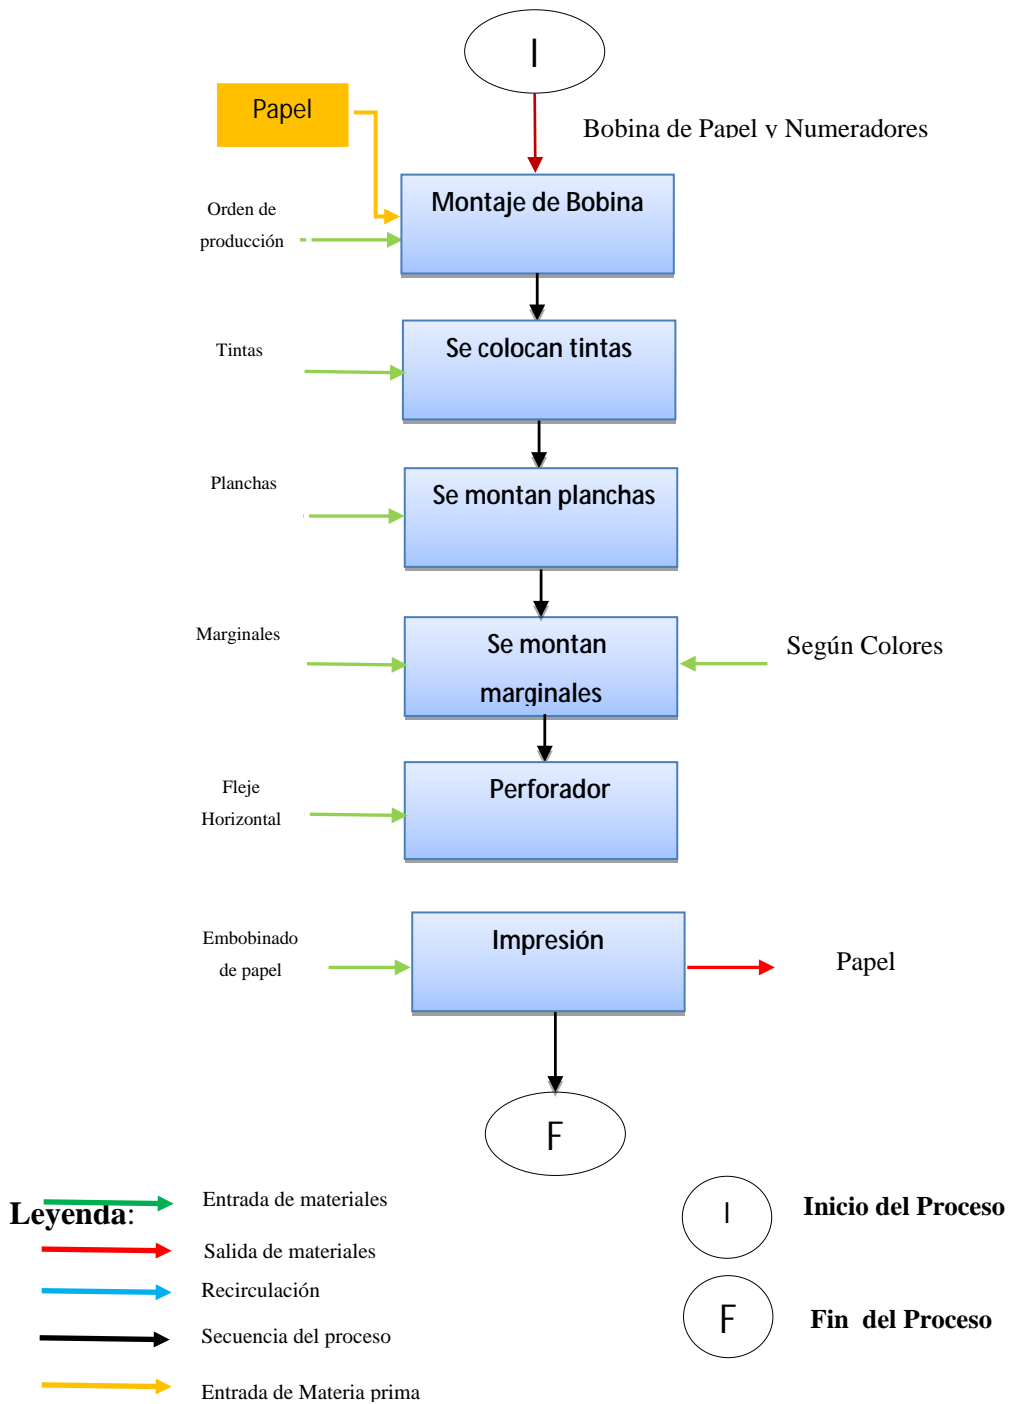 I
Papel
Bobina de Papel y Numeradores
Montaje de Bobina
Orden de
producción
Se colocan tintas
Tintas
Planchas
Se montan planchas
Marginales
Se montan
marginales
Según Colores
Fleje
Horizontal
Perforador
Embobinado
de papel
Impresión
Papel
F
Leyenda:
Entrada de materiales
Salida de materiales
Recirculación
Secuencia del proceso
Entrada de Materia prima
I
Inicio del Proceso
F
Fin del Proceso